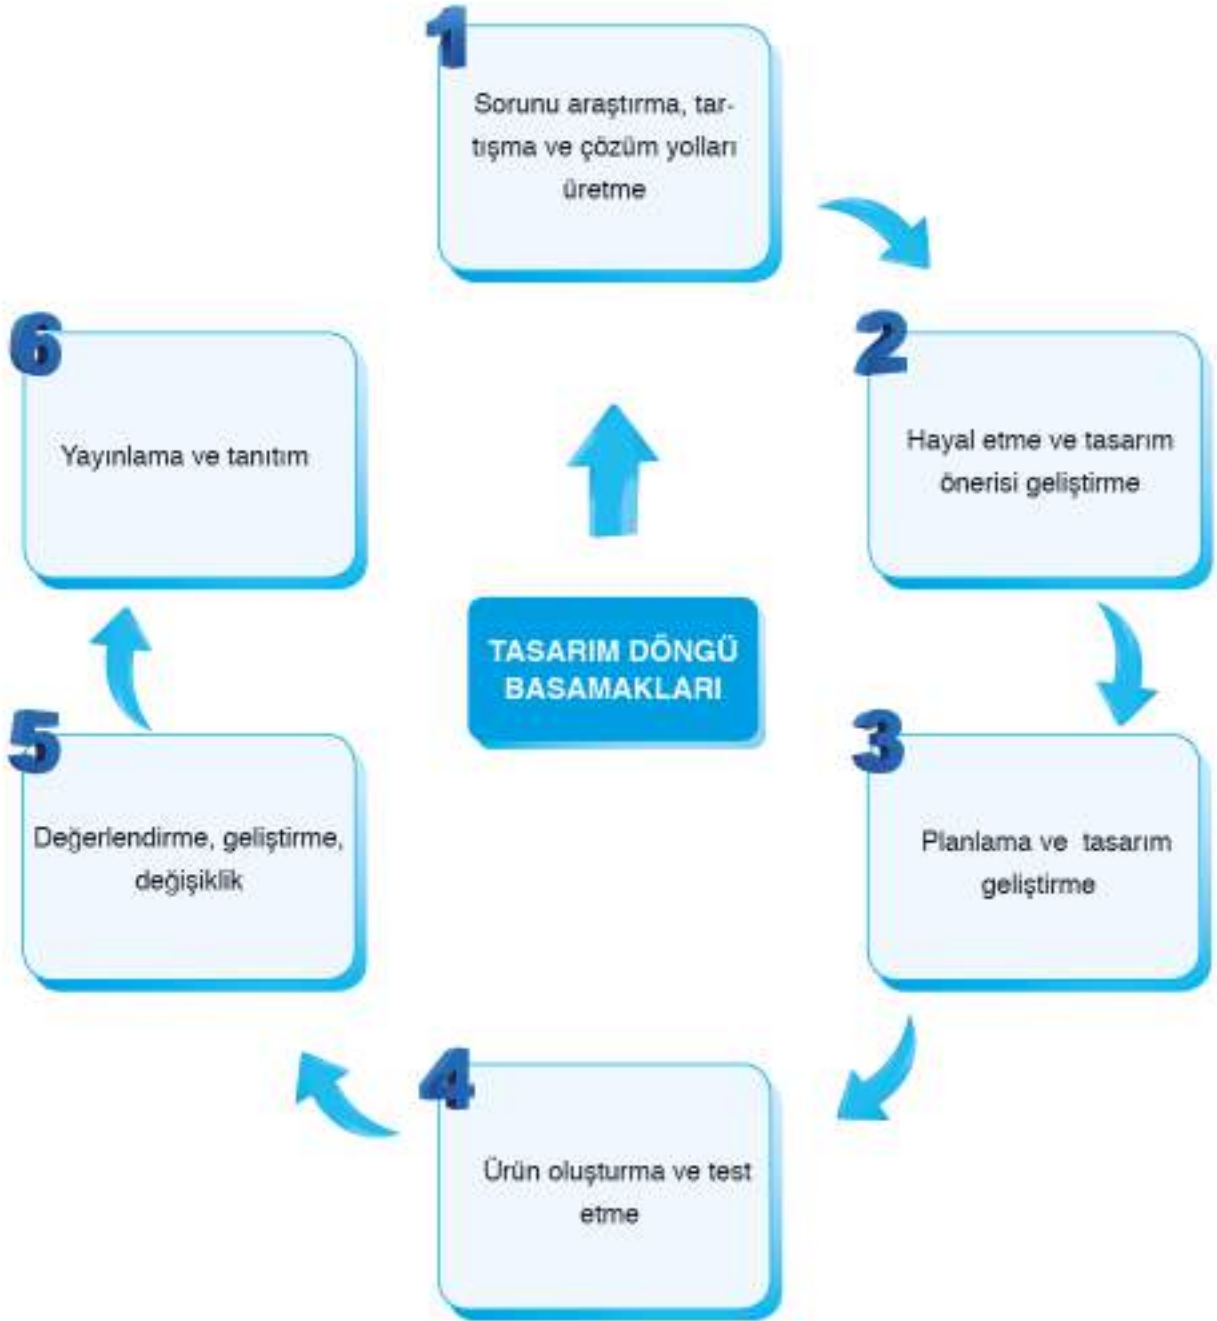 1
Sorunu araştırma, tar-
tışma ve çözüm yolları
üretme
2
Hayal etme ve tasarım
önerisi geliştirme
3
Planlama ve tasarım
geliştirme
4
Ürün oluşturma ve test
etme
5
Değerlendirme, geliştirme,
değişiklik
6
Yayınlama ve tanıtım
TASARIM DÖNGÜ
BASAMAKLARI